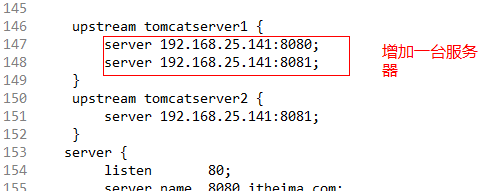 145
146 upstream tomcatserver1 {
147 server 192.168.25.141:8080;
148 server 192.168.25.141:8081;
149 }
150 upstream tomcatserver2 {
151 server 192.168.25.141:8081;
152 }
153 server {
154 listen 80;
155 server_name 8080.itheima.com;
增加一台服务
器